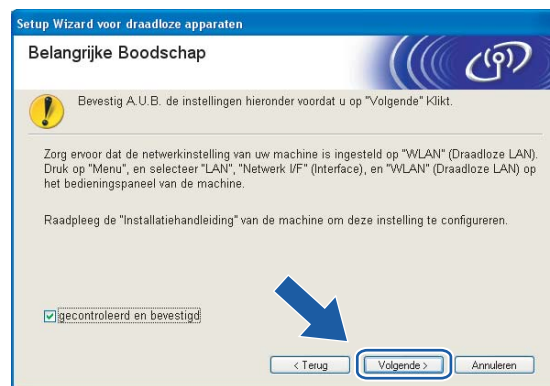 Setup Wizard voor draadloze apparaten
Belangrijke Boodschap
Bevestig A.U.B. de instellingen hieronder voordat u op "Volgende" Klikt.
Zorg ervoor dat de netwerkinstelling van uw machine is ingesteld op "WLAN" (Draadloze LAN).
Druk op "Menu", en selecteer "LAN", "Netwerk I/F" (Interface), en "WLAN" (Draadloze LAN) op
het bedieningspaneel van de machine.
Raadpleeg de "Installatiehandleiding" van de machine om deze instelling te configureren.
gecontroleerd en bevestigd
< Terug
Volgende >
Annuleren